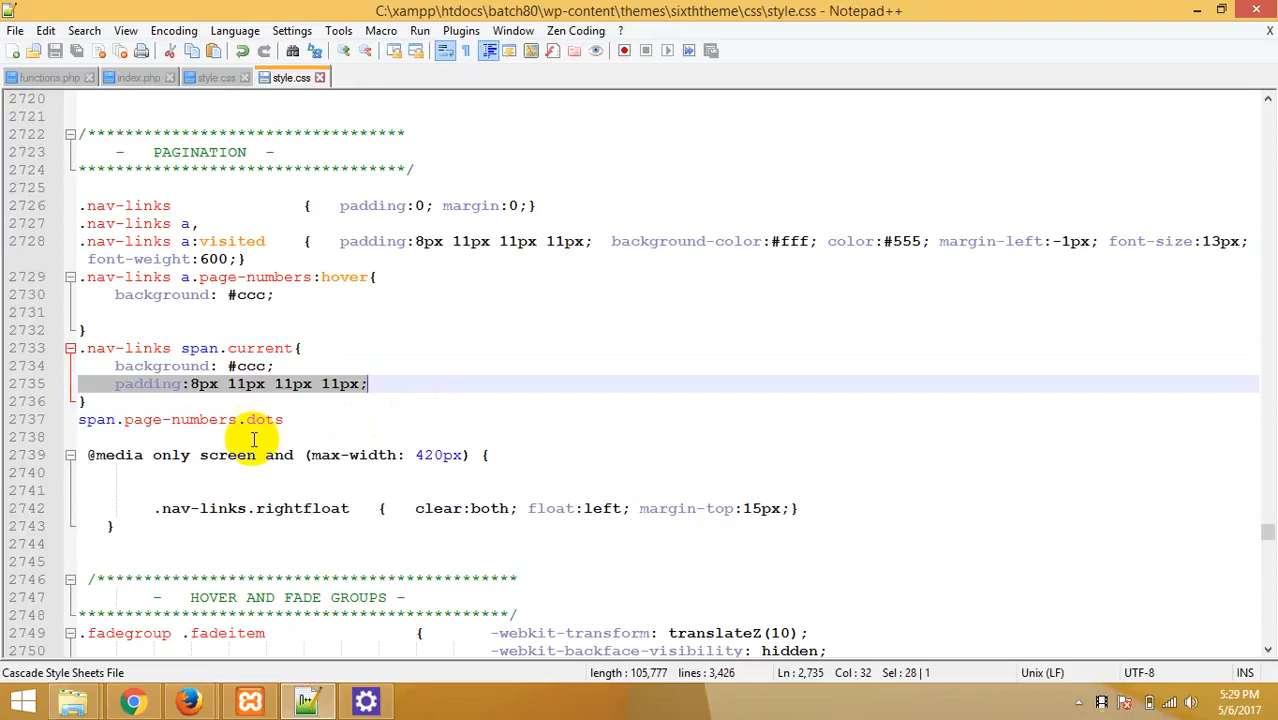 C:\xampp\htdocs\batch80\wp-content\themes\sixththeme\css\style.css - Notepad++
File Edit Search View Encoding Language Settings Tools Macro Run Plugins Window Zen Coding ? X
functions.php index.php style.css style.css
2720
2721
2722 /**********************************
2723 - PAGINATION -
2724 ***********************************/
2725
2726 .nav-links { padding:0; margin:0;}
2727 .nav-links a,
2728 .nav-links a:visited { padding:8px 11px 11px 11px; background-color:#fff; color:#555; margin-left:-1px; font-size:13px;
font-weight:600;}
2729 .nav-links a.page-numbers:hover{
2730 background: #ccc;
2731
2732 }
2733 .nav-links span.current{
2734 background: #ccc;
2735 padding:8px 11px 11px 11px;
2736 }
2737 span.page-numbers.dots
2738
2739 @media only screen and (max-width: 420px) {
2740
2741
2742 .nav-links.rightfloat { clear:both; float:left; margin-top:15px;}
2743 }
2744
2745
2746 /*********************************************
2747 - HOVER AND FADE GROUPS -
2748 **********************************************/
2749 .fadegroup .fadeitem { -webkit-transform: translateZ(10);
2750 -webkit-backface-visibility: hidden;
Cascade Style Sheets File length : 105,777 lines : 3,426 Ln : 2,735 Col : 32 Sel : 28 | 1 Unix (LF) UTF-8 INS
5:29 PM
5/6/2017